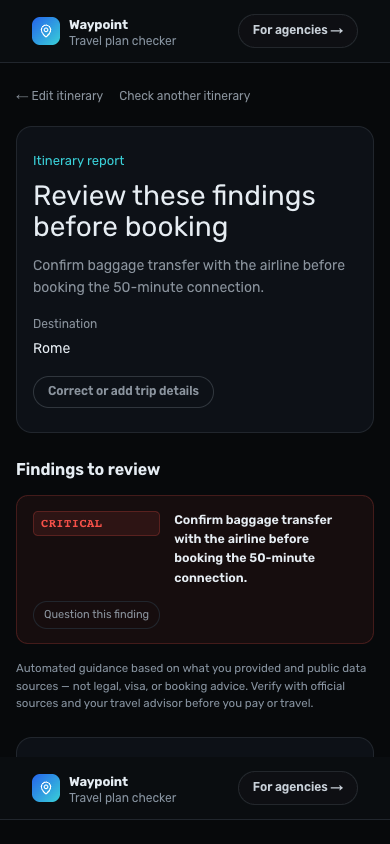 Waypoint
Travel plan checker
For agencies →
← Edit itinerary Check another itinerary
Itinerary report
Review these findings
before booking
Confirm baggage transfer with the airline before
booking the 50-minute connection.
Destination
Rome
Correct or add trip details
Findings to review
CRITICAL
Confirm baggage transfer
with the airline before
booking the 50-minute
connection.
Question this finding
Automated guidance based on what you provided and public data
sources — not legal, visa, or booking advice. Verify with official
sources and your travel advisor before you pay or travel.
Waypoint
Travel plan checker
For agencies →